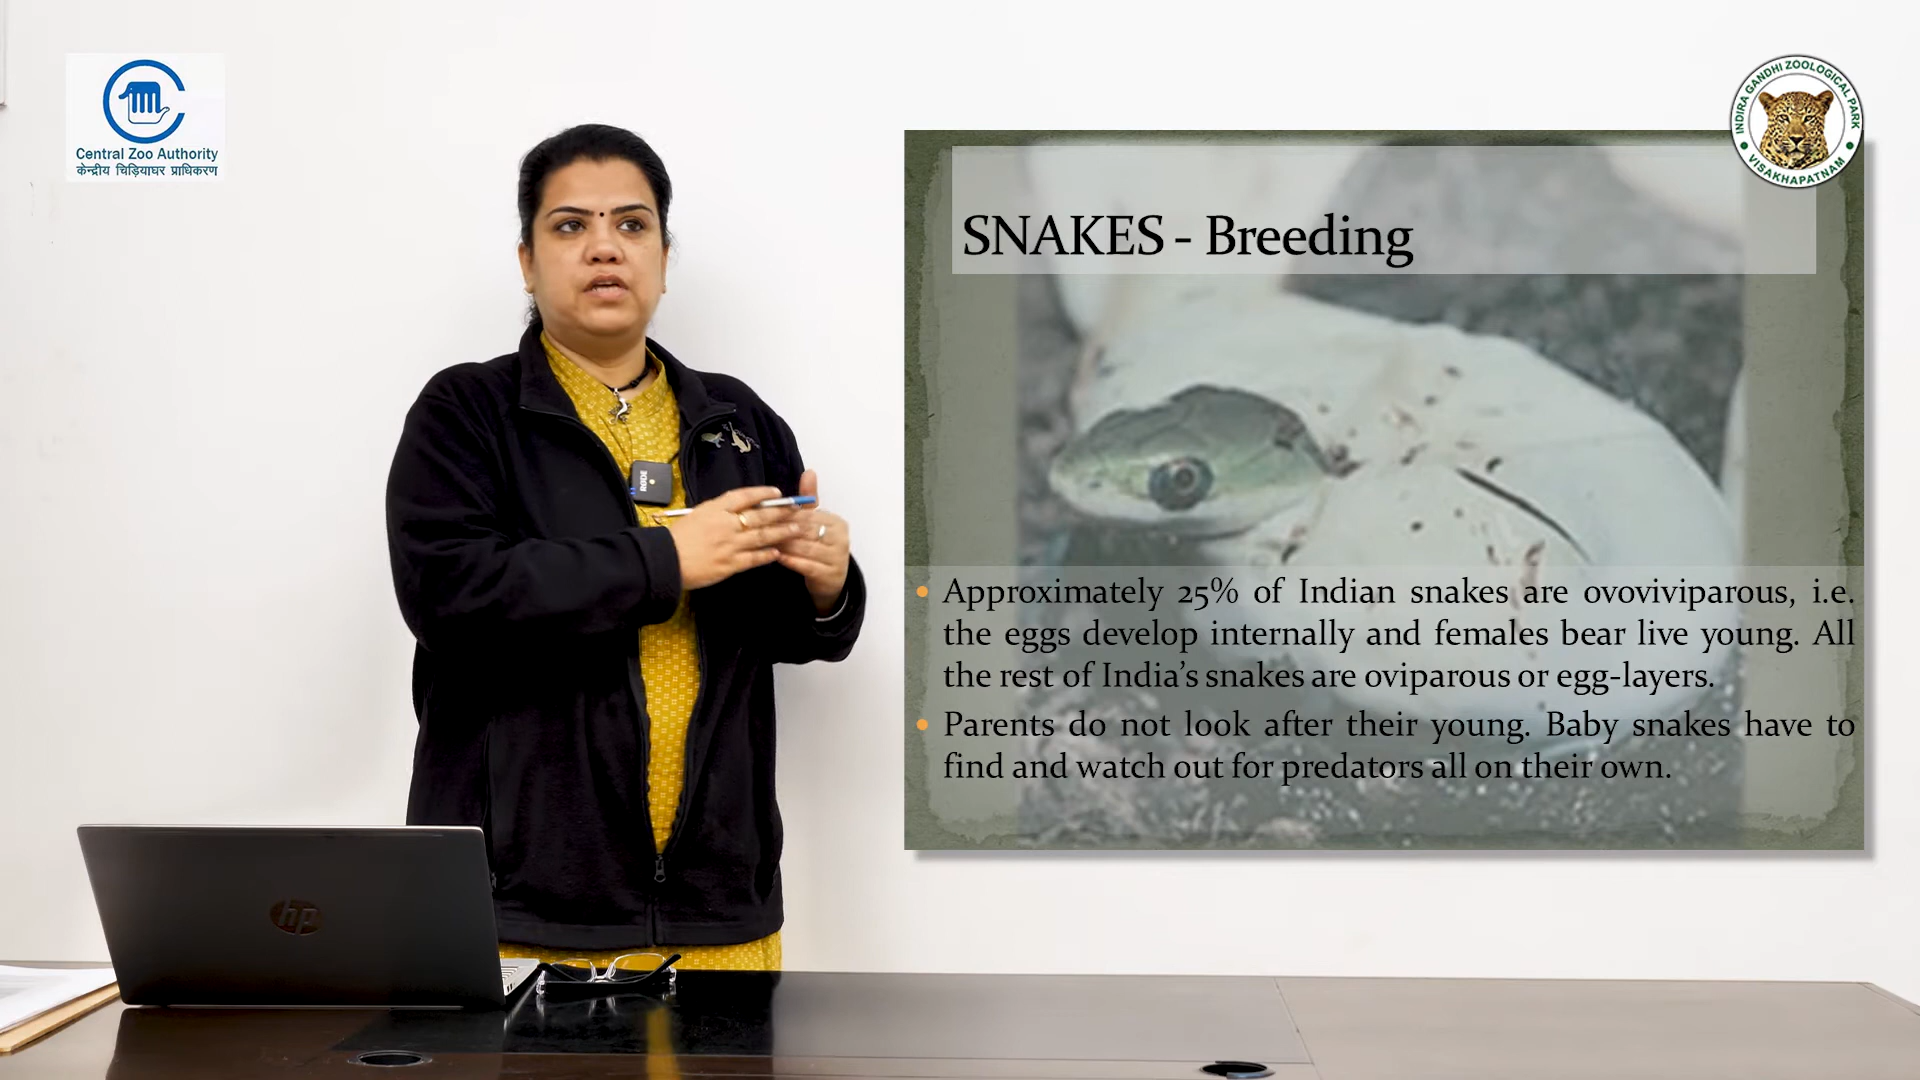 Central Zoo Authority
केन्द्रीय चिड़ियाघर प्राधिकरण
INDIRA GANDHI ZOOLOGICAL PARK
VISAKHAPATNAM
SNAKES - Breeding
RODE
Approximately 25% of Indian snakes are ovoviviparous, i.e.
the eggs develop internally and females bear live young. All
the rest of India's snakes are oviparous or egg-layers.
Parents do not look after their young. Baby snakes have to
find and watch out for predators all on their own.
hp